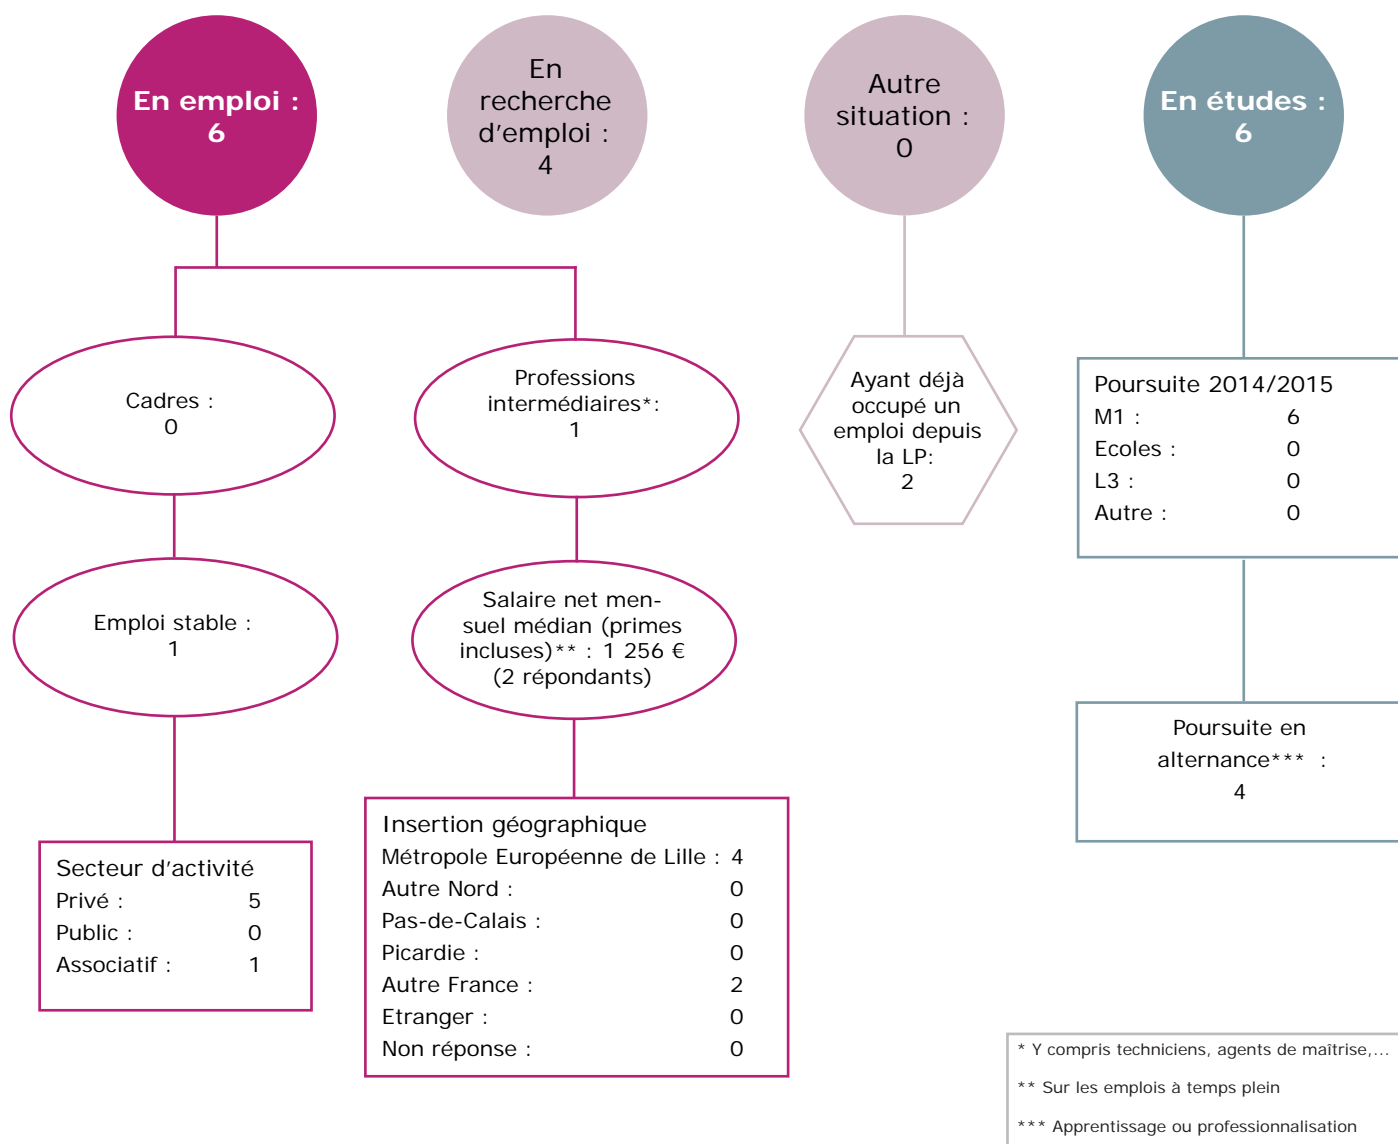 En emploi :
6
En
recherche
d'emploi :
4
Autre
situation :
0
En études :
6
Cadres :
0
Professions
intermédiaires*:
1
Ayant déjà
occupé un
emploi depuis
la LP:
2
Poursuite 2014/2015
M1 : 6
Ecoles : 0
L3 : 0
Autre : 0
Emploi stable :
1
Salaire net men-
suel médian (primes
incluses)** : 1 256 €
(2 répondants)
Poursuite en
alternance*** :
4
Secteur d'activité
Privé : 5
Public : 0
Associatif : 1
Insertion géographique
Métropole Européenne de Lille : 4
Autre Nord : 0
Pas-de-Calais : 0
Picardie : 0
Autre France : 2
Etranger : 0
Non réponse : 0
* Y compris techniciens, agents de maîtrise,...
** Sur les emplois à temps plein
*** Apprentissage ou professionnalisation